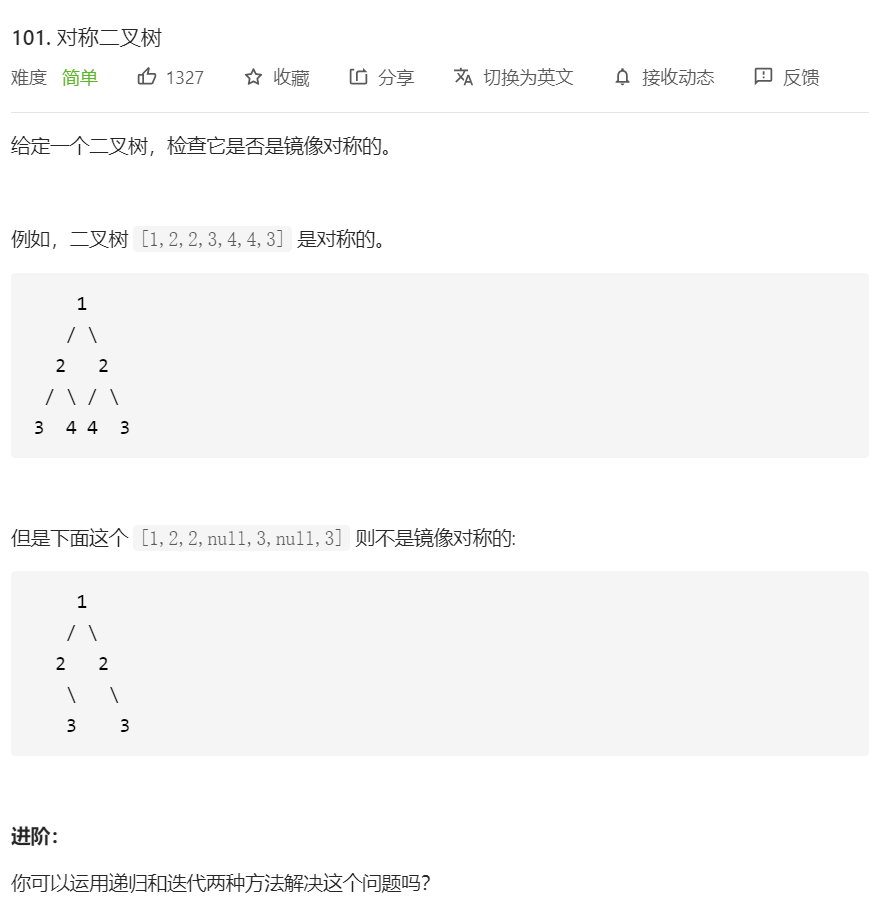 101. 对称二叉树
难度 简单 1327 收藏 分享 切换为英文 接收动态 反馈
给定一个二叉树，检查它是否是镜像对称的。
例如，二叉树 [1,2,2,3,4,4,3] 是对称的。
1
/ \
2 2
/ \ / \
3 4 4 3
但是下面这个 [1,2,2,null,3,null,3] 则不是镜像对称的:
1
/ \
2 2
\ \
3 3
进阶：
你可以运用递归和迭代两种方法解决这个问题吗？